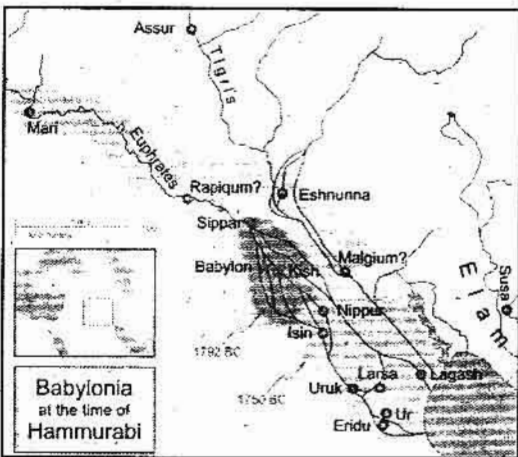 Assur
Tigris
Mari
Euphrates
Rapiqum?
Eshnunna
Sippar
Babylon
Kish
Malgium?
Elam
Susa
Nippur
Isin
1792 BC
Larsa
Lagash
Uruk
1750 BC
Ur
Eridu
Babylonia
at the time of
Hammurabi